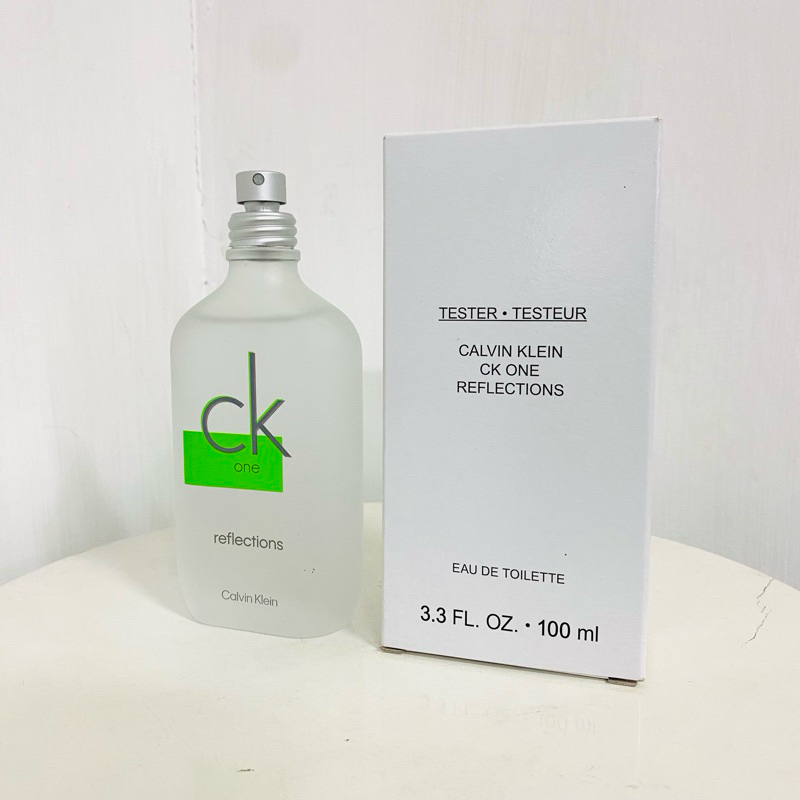 ck
one
reflections
Calvin Klein
TESTER • TESTEUR
CALVIN KLEIN
CK ONE
REFLECTIONS
EAU DE TOILETTE
3.3 FL. OZ. • 100 ml